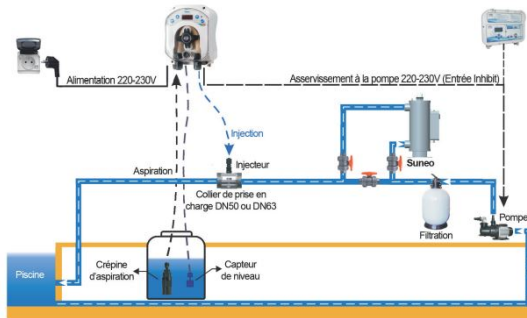 Alimentation 220-230V
Asservissement à la pompe 220-230V (Entrée Inhibit)
Injection
Aspiration
Injecteur
Suneo
Collier de prise en
charge DN50 ou DN63
Filtration
Pompe
Piscine
Crépine
d'aspiration
Capteur
de niveau